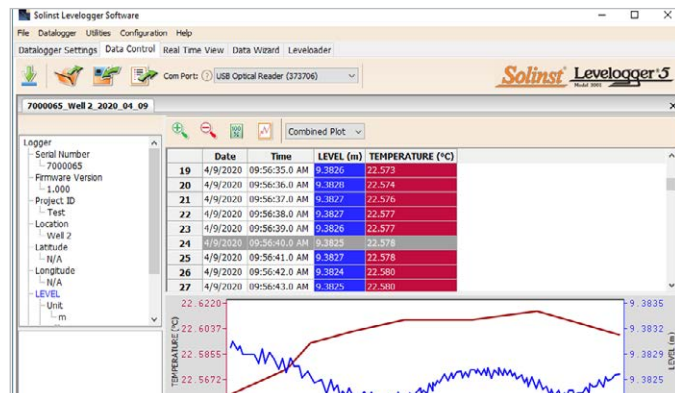 Solinst Levelogger Software
File Datalogger Utilities Configuration Help
Datalogger Settings Data Control Real Time View Data Wizard Leveloader
Com Port: ? USB Optical Reader (373706)
Solinst Levelogger 5
Model 3001
7000065_Well 2_2020_04_09
Combined Plot
Logger
Serial Number
7000065
Firmware Version
1.000
Project ID
Test
Location
Well 2
Latitude
N/A
Longitude
N/A
LEVEL
Unit
m
Date Time LEVEL (m) TEMPERATURE (°C)
19 4/9/2020 09:56:35.0 AM 9.3826 22.573
20 4/9/2020 09:56:36.0 AM 9.3828 22.574
21 4/9/2020 09:56:37.0 AM 9.3827 22.576
22 4/9/2020 09:56:38.0 AM 9.3827 22.577
23 4/9/2020 09:56:39.0 AM 9.3826 22.577
24 4/9/2020 09:56:40.0 AM 9.3825 22.578
25 4/9/2020 09:56:41.0 AM 9.3827 22.578
26 4/9/2020 09:56:42.0 AM 9.3824 22.580
27 4/9/2020 09:56:43.0 AM 9.3825 22.580
TEMPERATURE (°C)
22.6220
22.6037
22.5855
22.5672
9.3835
9.3832
9.3829
9.3825
LEVEL (m)